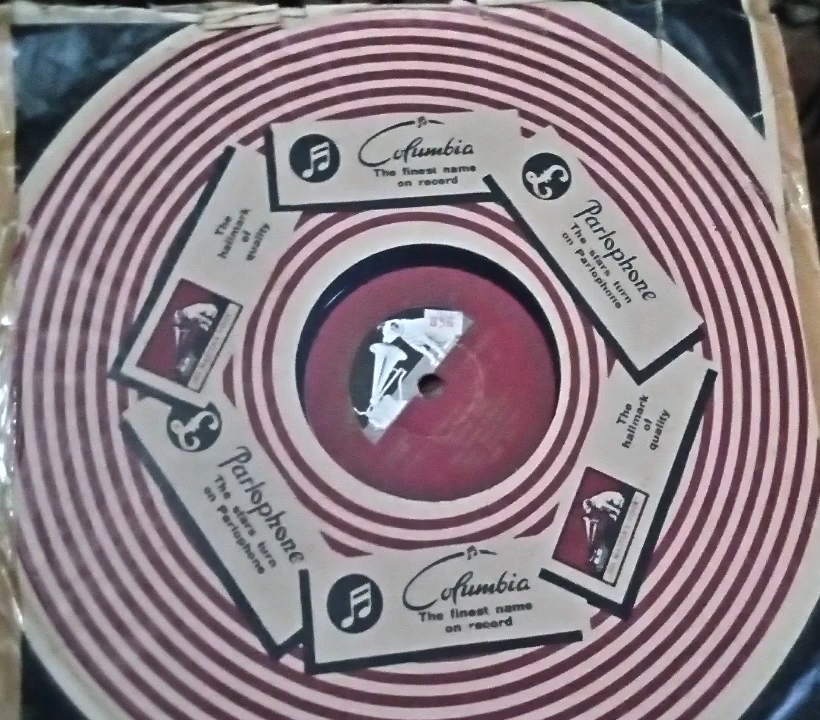 Columbia
The finest name
on record
Parlophone
The stars turn
on Parlophone
The
hallmark
of
quality
The
hallmark
of
quality
Parlophone
The stars turn
on Parlophone
Columbia
The finest name
on record